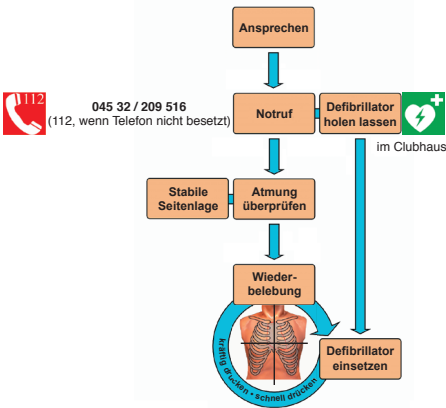 Ansprechen
112
045 32 / 209 516
(112, wenn Telefon nicht besetzt)
Notruf
Defibrillator
holen lassen
im Clubhaus
Stabile
Seitenlage
Atmung
überprüfen
Wieder-
belebung
kräftig drücken • schnell drücken
Defibrillator
einsetzen